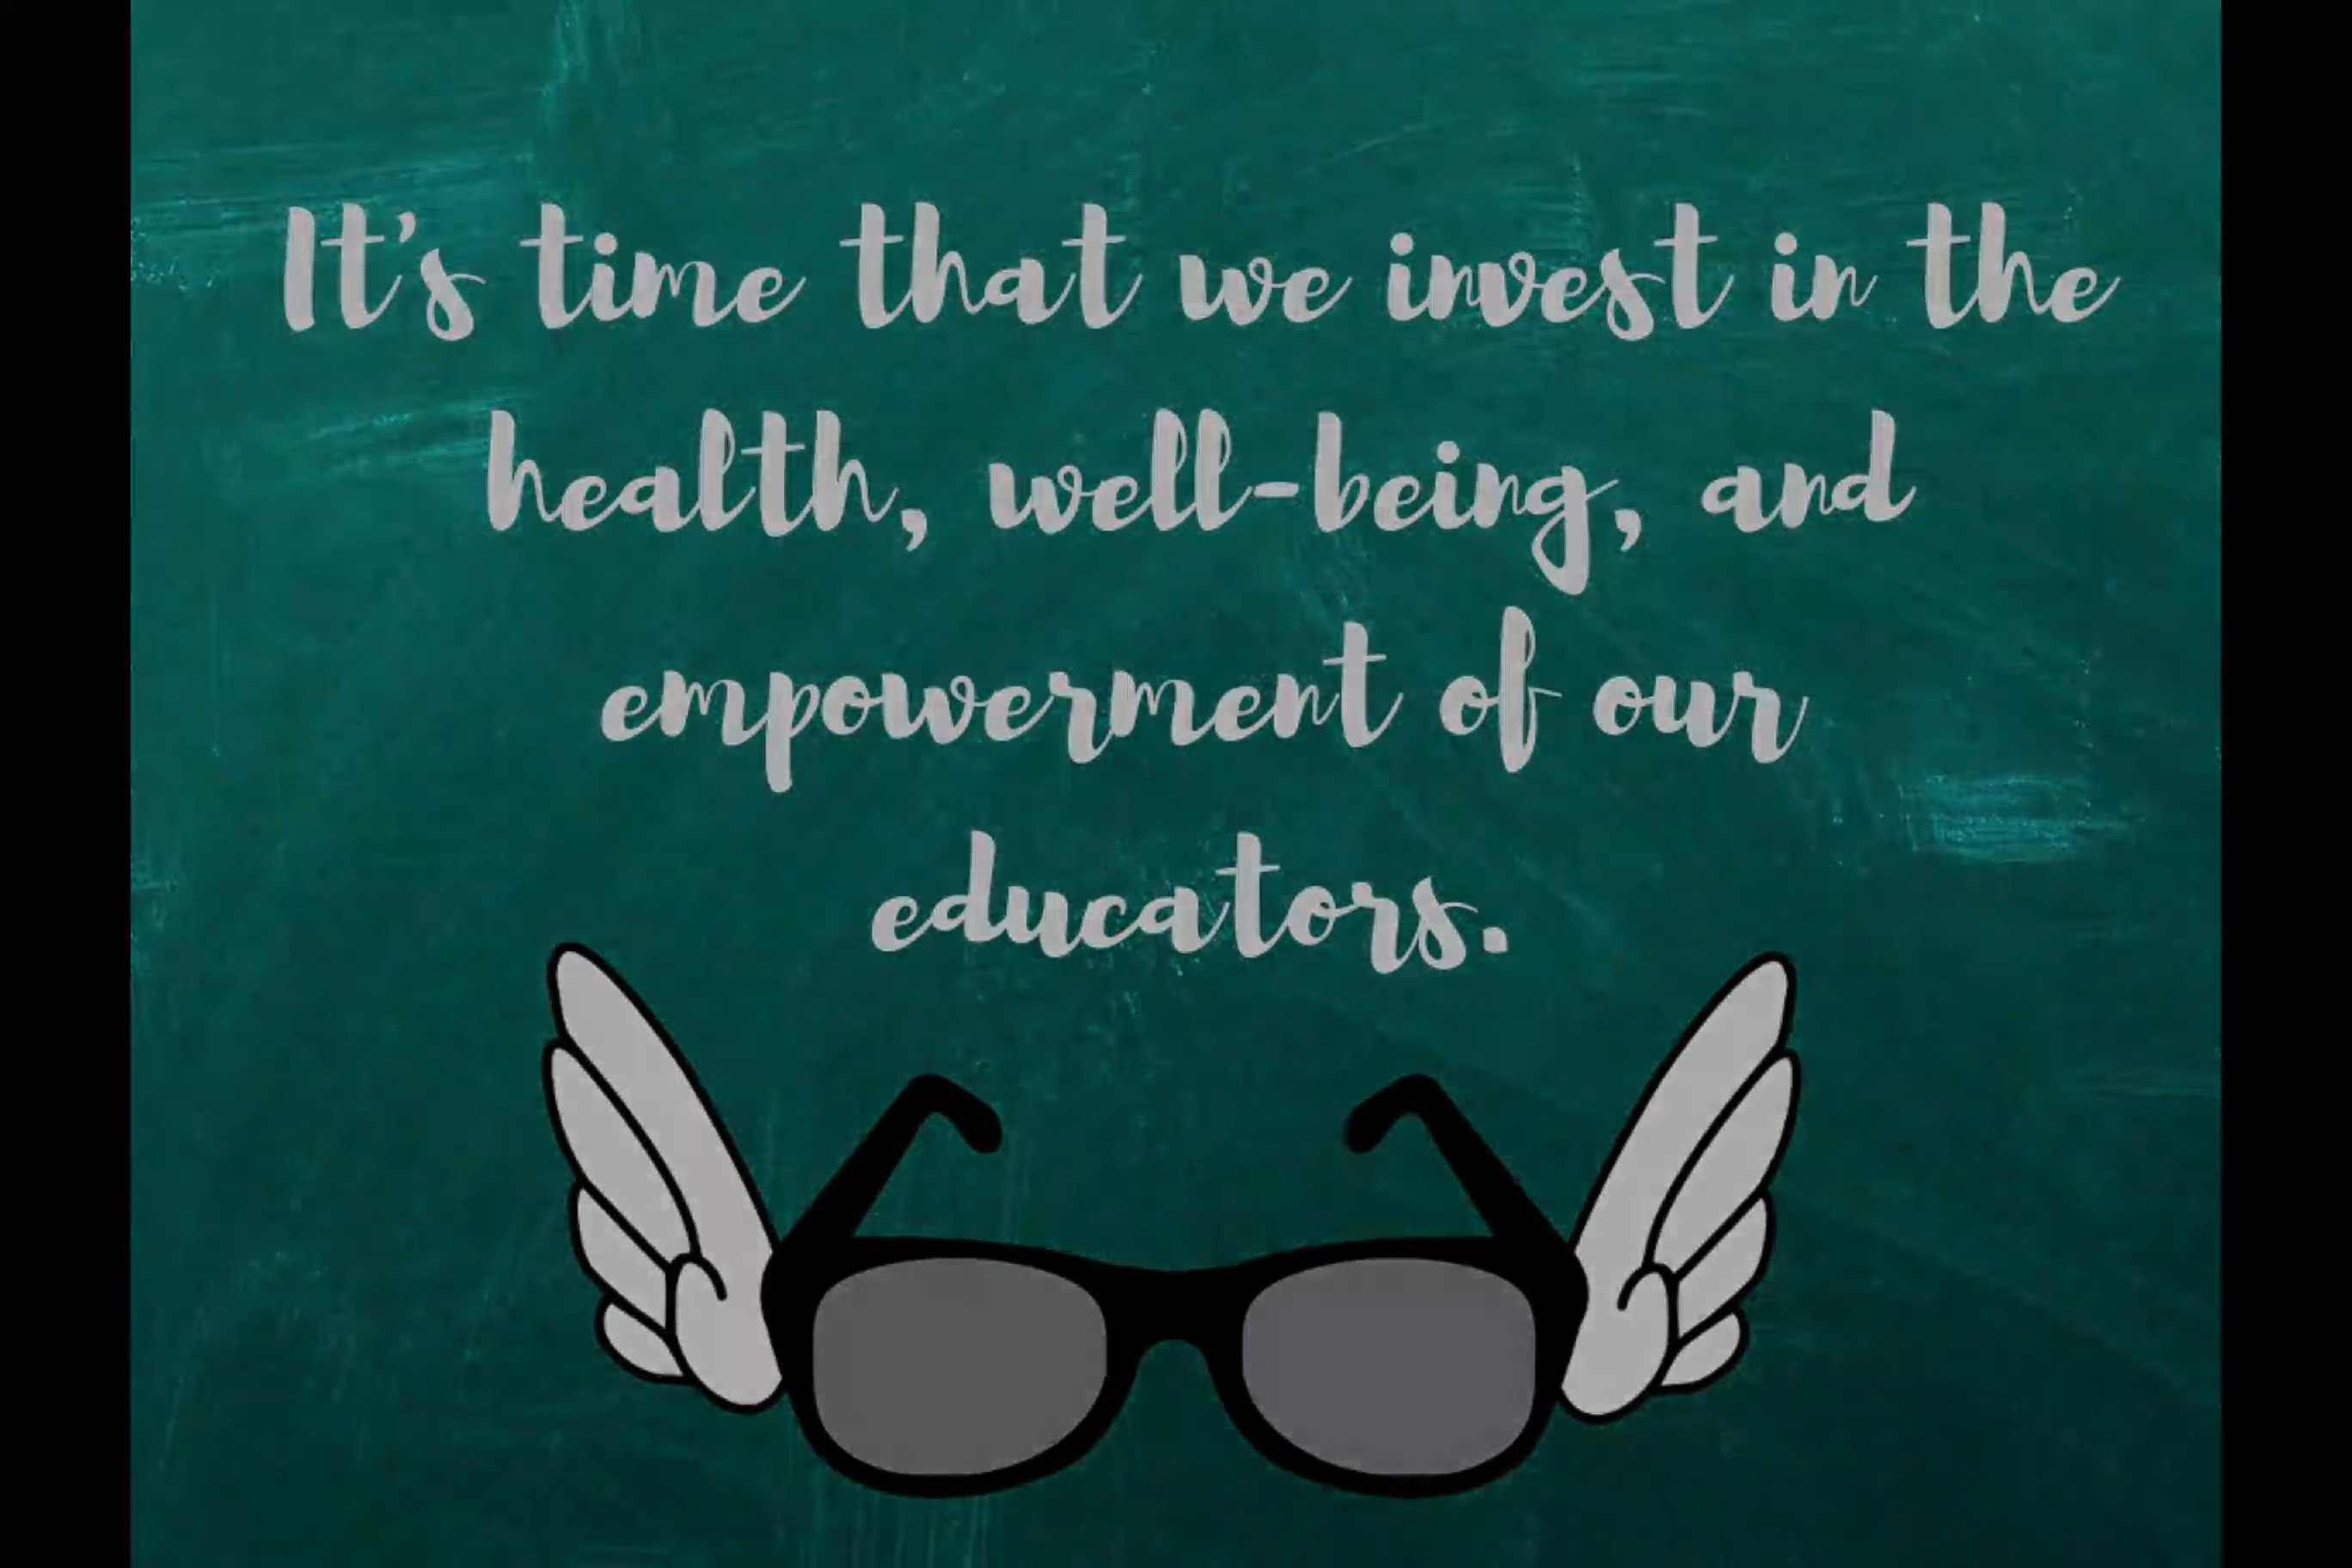 It's time that we invest in the
health, well-being, and
empowerment of our
educators.